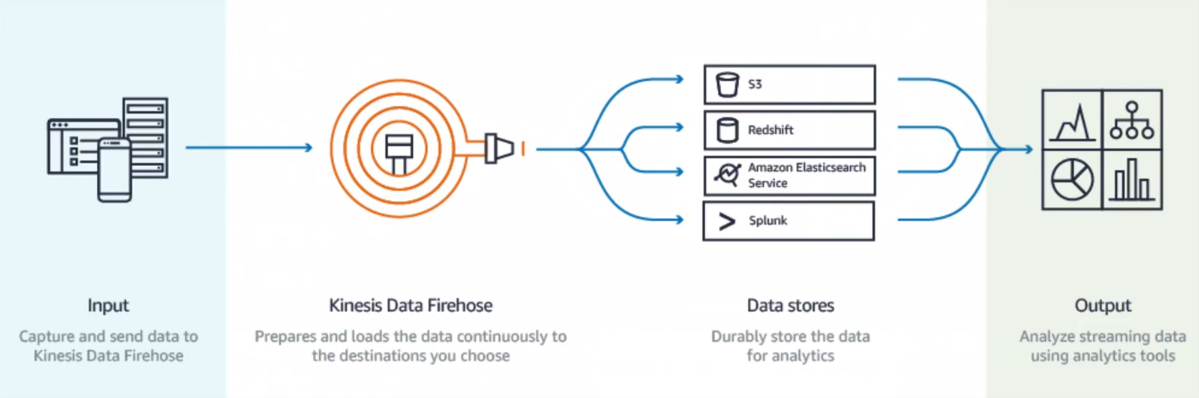 S3
Redshift
Amazon Elasticsearch
Service
Splunk
Input
Capture and send data to
Kinesis Data Firehose
Kinesis Data Firehose
Prepares and loads the data continuously to
the destinations you choose
Data stores
Durably store the data
for analytics
Output
Analyze streaming data
using analytics tools